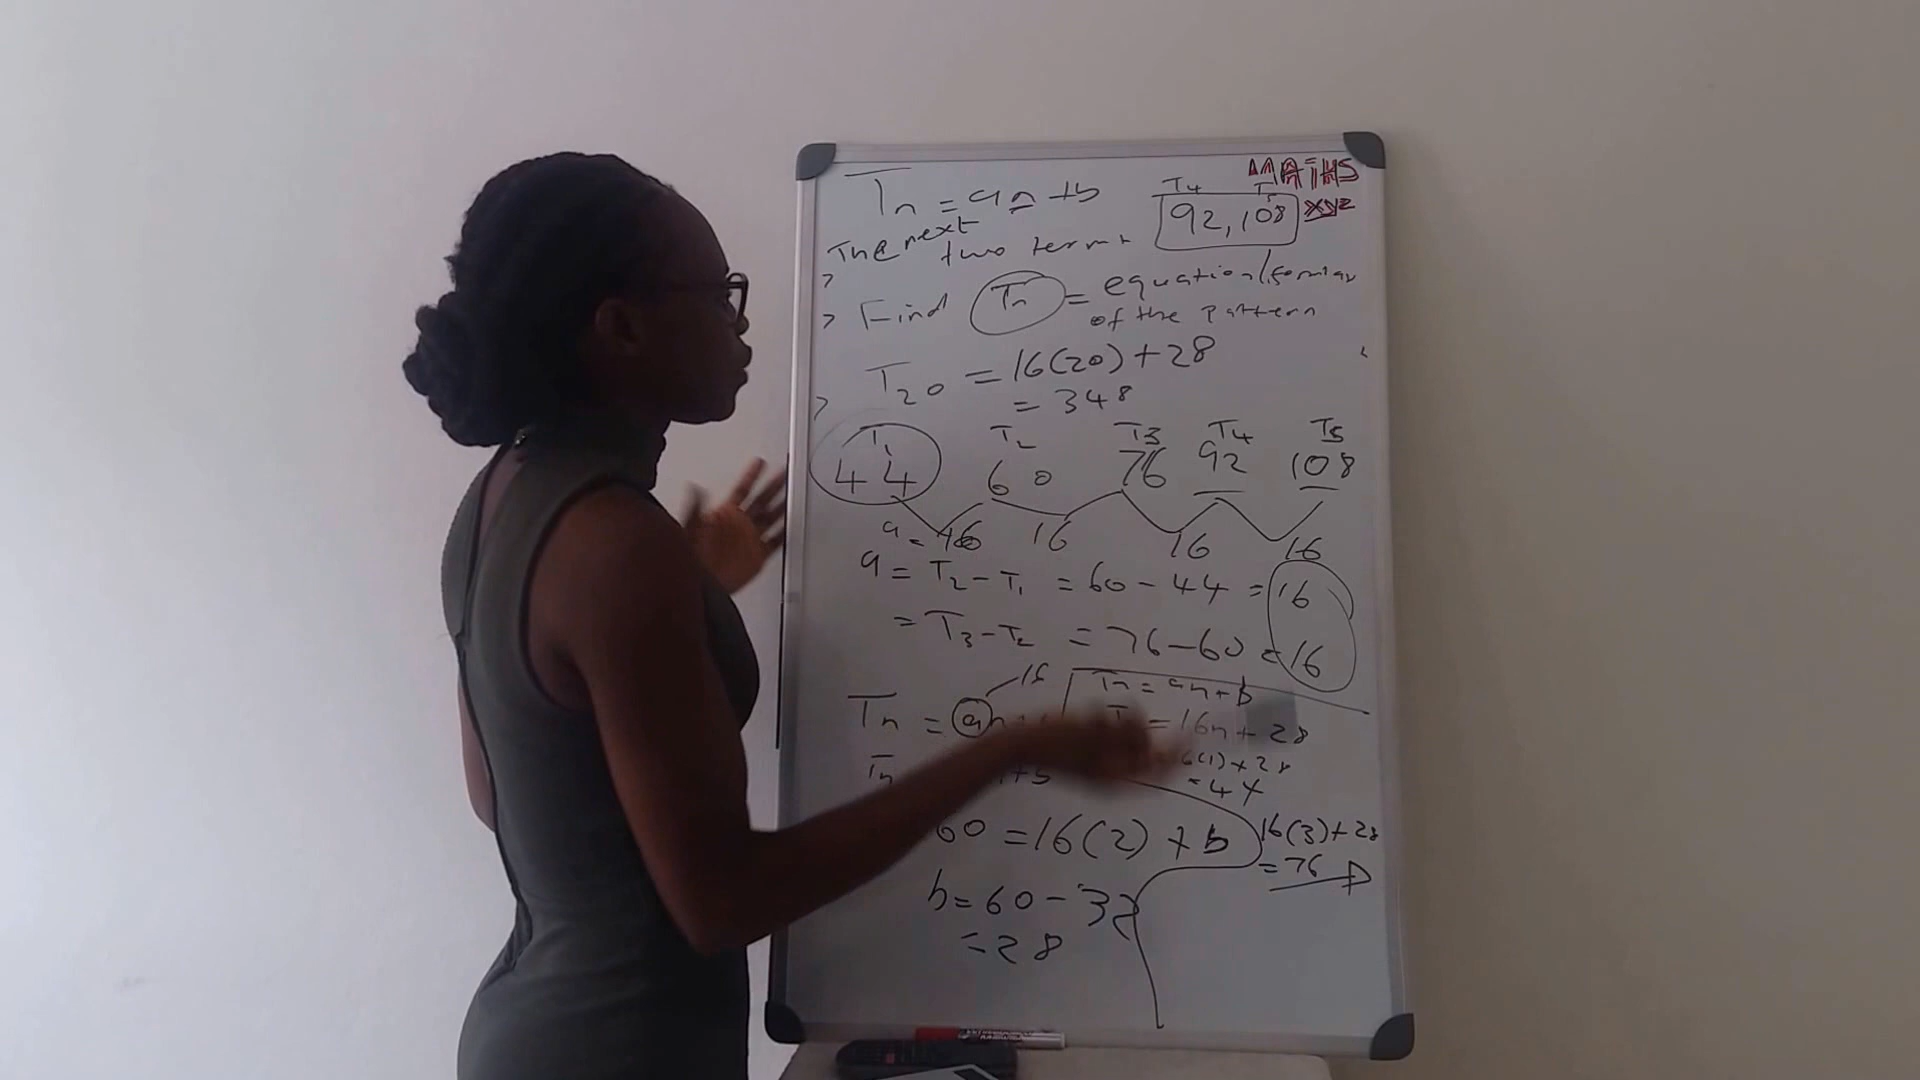 MATHS
xyz
Tn = an + b
T4 T5
92, 108
The next two terms
> Find Tn = equation/formular
of the pattern
> T20 = 16(20) + 28
= 348
T1 T2 T3 T4 T5
44 60 76 92 108
a = 16 16 16 16
a = T2 - T1 = 60 - 44 = 16
= T3 - T2 = 76 - 60 = 16
16
Tn = an
Tn
+ b
Tn = an + b
= 16n + 28
6(1) + 28
= 44
60 = 16(2) + b
16(3) + 28
= 76
b = 60 - 32
= 28